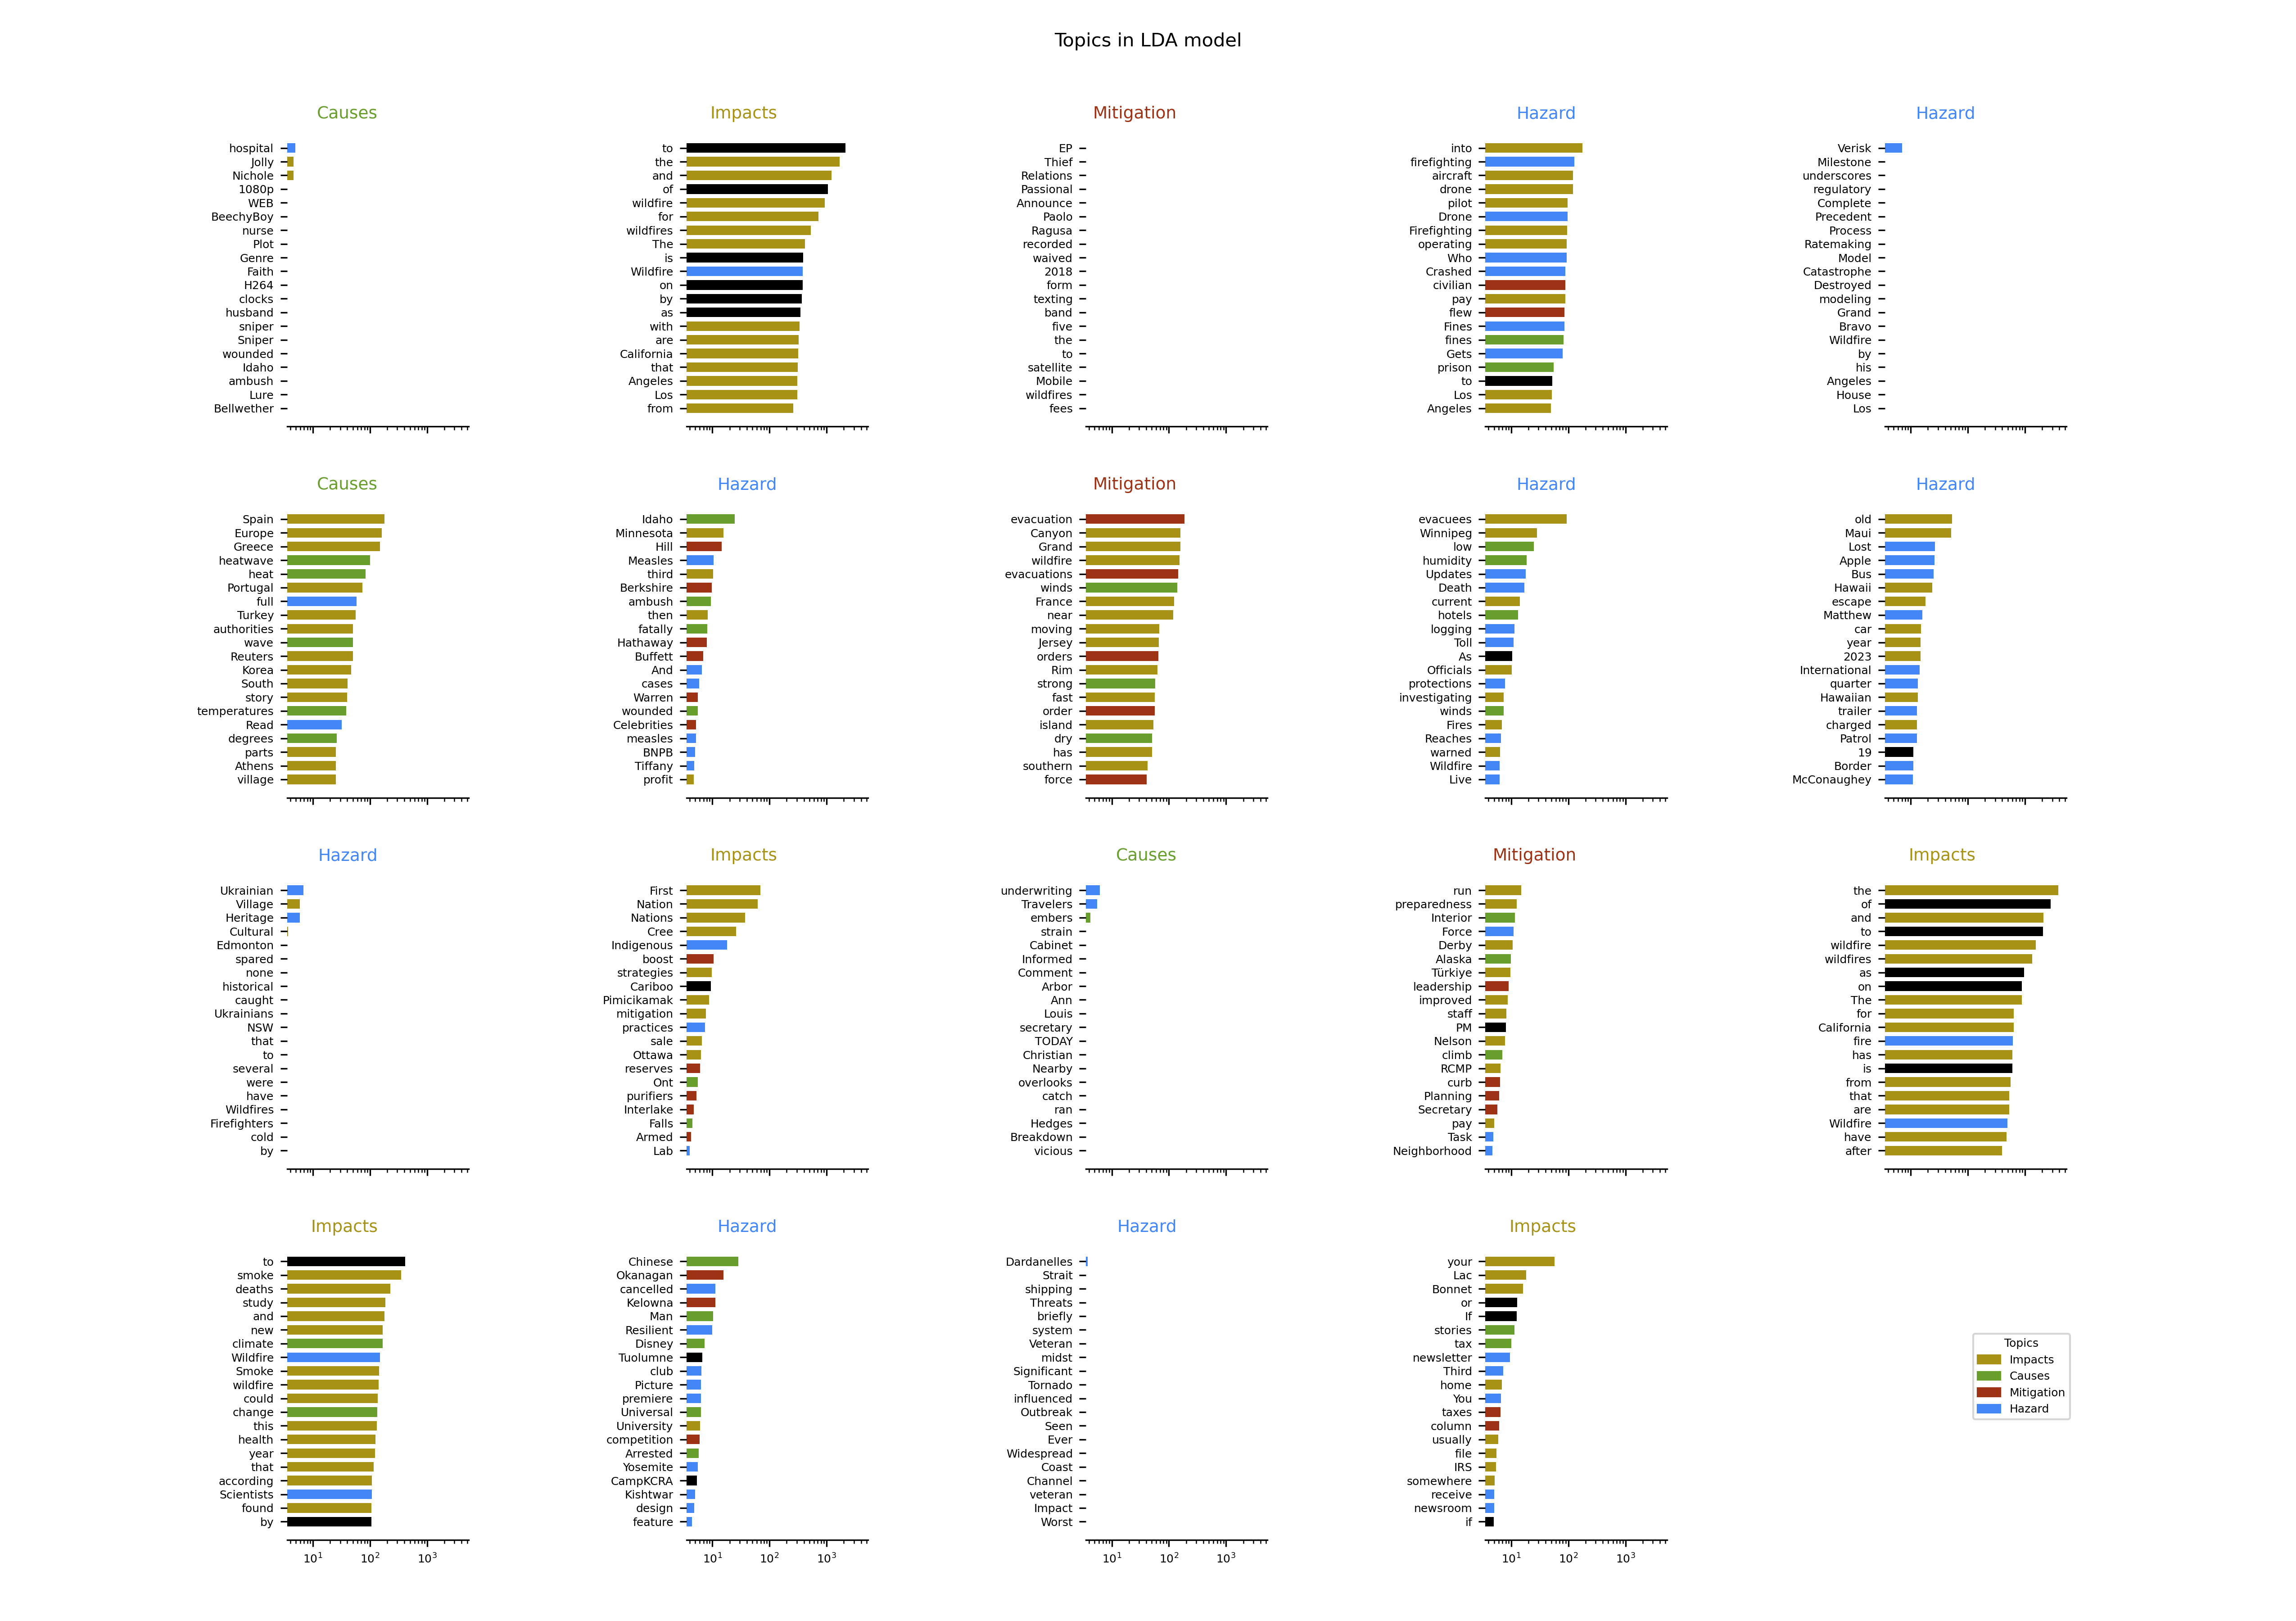 Topics in LDA model
Causes
hospital
Jolly
Nichole
1080p
WEB
BeechyBoy
nurse
Plot
Genre
Faith
H264
clocks
husband
sniper
Sniper
wounded
Idaho
ambush
Lure
Bellwether
Impacts
to
the
and
of
wildfire
for
wildfires
The
is
Wildfire
on
by
as
with
are
California
that
Angeles
Los
from
Mitigation
EP
Thief
Relations
Passional
Announce
Paolo
Ragusa
recorded
waived
2018
form
texting
band
five
the
to
satellite
Mobile
wildfires
fees
Hazard
into
firefighting
aircraft
drone
pilot
Drone
Firefighting
operating
Who
Crashed
civilian
pay
flew
Fines
fines
Gets
prison
to
Los
Angeles
Hazard
Verisk
Milestone
underscores
regulatory
Complete
Precedent
Process
Ratemaking
Model
Catastrophe
Destroyed
modeling
Grand
Bravo
Wildfire
by
his
Angeles
House
Los
Causes
Spain
Europe
Greece
heatwave
heat
Portugal
full
Turkey
authorities
wave
Reuters
Korea
South
story
temperatures
Read
degrees
parts
Athens
village
Hazard
Idaho
Minnesota
Hill
Measles
third
Berkshire
ambush
then
fatally
Hathaway
Buffett
And
cases
Warren
wounded
Celebrities
measles
BNPB
Tiffany
profit
Mitigation
evacuation
Canyon
Grand
wildfire
evacuations
winds
France
near
moving
Jersey
orders
Rim
strong
fast
order
island
dry
has
southern
force
Hazard
evacuees
Winnipeg
low
humidity
Updates
Death
current
hotels
logging
Toll
As
Officials
protections
investigating
winds
Fires
Reaches
warned
Wildfire
Live
Hazard
old
Maui
Lost
Apple
Bus
Hawaii
escape
Matthew
car
year
2023
International
quarter
Hawaiian
trailer
charged
Patrol
19
Border
McConaughey
Hazard
Ukrainian
Village
Heritage
Cultural
Edmonton
spared
none
historical
caught
Ukrainians
NSW
that
to
several
were
have
Wildfires
Firefighters
cold
by
Impacts
First
Nation
Nations
Cree
Indigenous
boost
strategies
Cariboo
Pimicikamak
mitigation
practices
sale
Ottawa
reserves
Ont
purifiers
Interlake
Falls
Armed
Lab
Causes
underwriting
Travelers
embers
strain
Cabinet
Informed
Comment
Arbor
Ann
Louis
secretary
TODAY
Christian
Nearby
overlooks
catch
ran
Hedges
Breakdown
vicious
Mitigation
run
preparedness
Interior
Force
Derby
Alaska
Türkiye
leadership
improved
staff
PM
Nelson
climb
RCMP
curb
Planning
Secretary
pay
Task
Neighborhood
Impacts
the
of
and
to
wildfire
wildfires
as
on
The
for
California
fire
has
is
from
that
are
Wildfire
have
after
Impacts
to
smoke
deaths
study
and
new
climate
Wildfire
Smoke
wildfire
could
change
this
health
year
that
according
Scientists
found
by
10¹ 10² 10³
Hazard
Chinese
Okanagan
cancelled
Kelowna
Man
Resilient
Disney
Tuolumne
club
Picture
premiere
Universal
University
competition
Arrested
Yosemite
CampKCRA
Kishtwar
design
feature
10¹ 10² 10³
Hazard
Dardanelles
Strait
shipping
Threats
briefly
system
Veteran
midst
Significant
Tornado
influenced
Outbreak
Seen
Ever
Widespread
Coast
Channel
veteran
Impact
Worst
10¹ 10² 10³
Impacts
your
Lac
Bonnet
or
If
stories
tax
newsletter
Third
home
You
taxes
column
usually
file
IRS
somewhere
receive
newsroom
if
10¹ 10² 10³
Topics
Impacts
Causes
Mitigation
Hazard